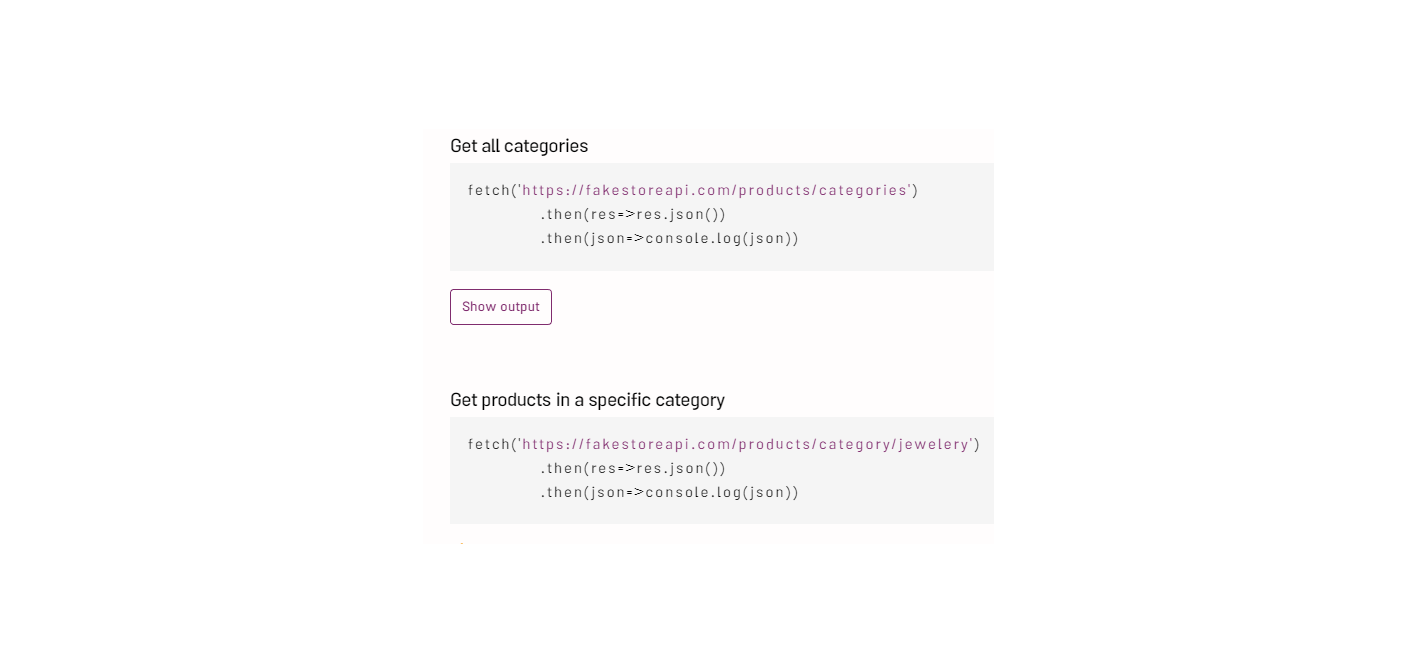 Get all categories
fetch('https://fakestoreapi.com/products/categories')
.then(res=>res.json())
.then(json=>console.log(json))
Show output
Get products in a specific category
fetch('https://fakestoreapi.com/products/category/jewelery')
.then(res=>res.json())
.then(json=>console.log(json))